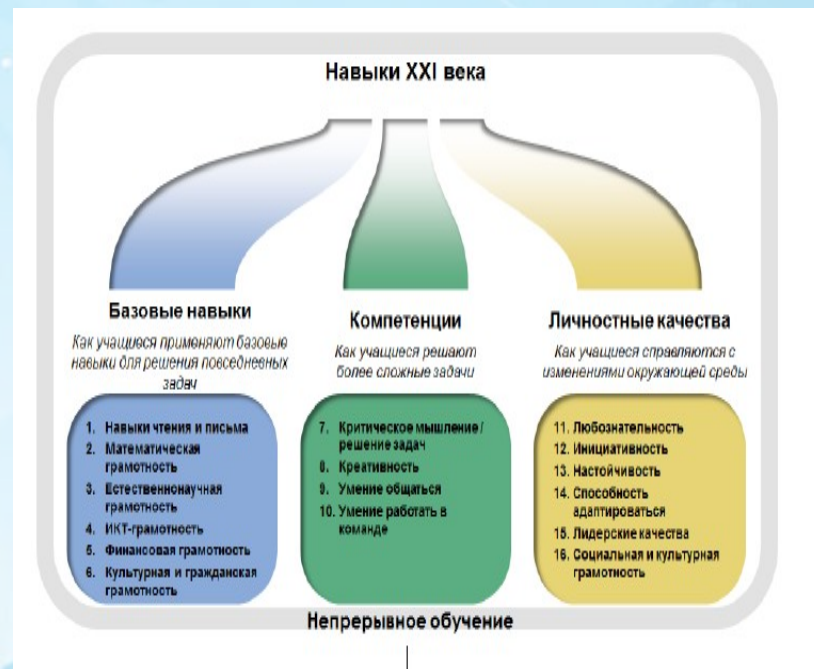 Навыки XXI века
Базовые навыки
Как учащиеся применяют базовые
навыки для решения повседневных
задач
1. Навыки чтения и письма
2. Математическая
грамотность
3. Естественнонаучная
грамотность
4. ИКТ-грамотность
5. Финансовая грамотность
6. Культурная и гражданская
грамотность
Компетенции
Как учащиеся решают
более сложные задачи
7. Критическое мышление/
решение задач
8. Креативность
9. Умение общаться
10. Умение работать в
команде
Личностные качества
Как учащиеся справляются с
изменениями окружающей среды
11. Любознательность
12. Инициативность
13. Настойчивость
14. Способность
адаптироваться
15. Лидерские качества
16. Социальная и культурная
грамотность
Непрерывное обучение